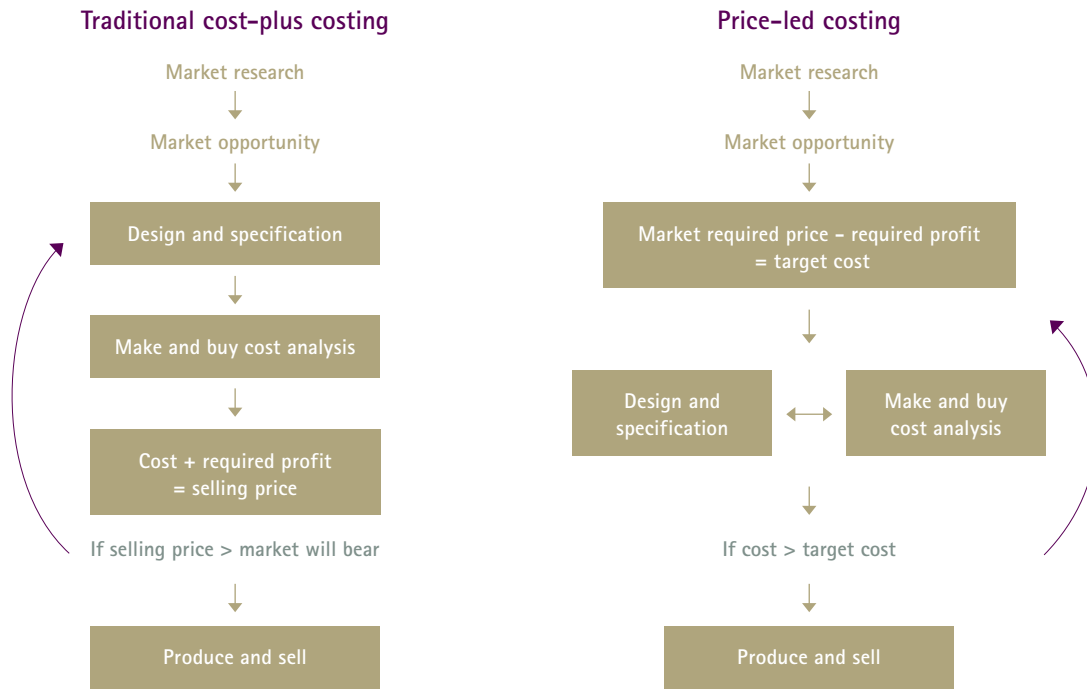 Traditional cost-plus costing
Market research
Market opportunity
Design and specification
Make and buy cost analysis
Cost + required profit
= selling price
If selling price > market will bear
Produce and sell
Price-led costing
Market research
Market opportunity
Market required price - required profit
= target cost
Design and
specification
Make and buy
cost analysis
If cost > target cost
Produce and sell